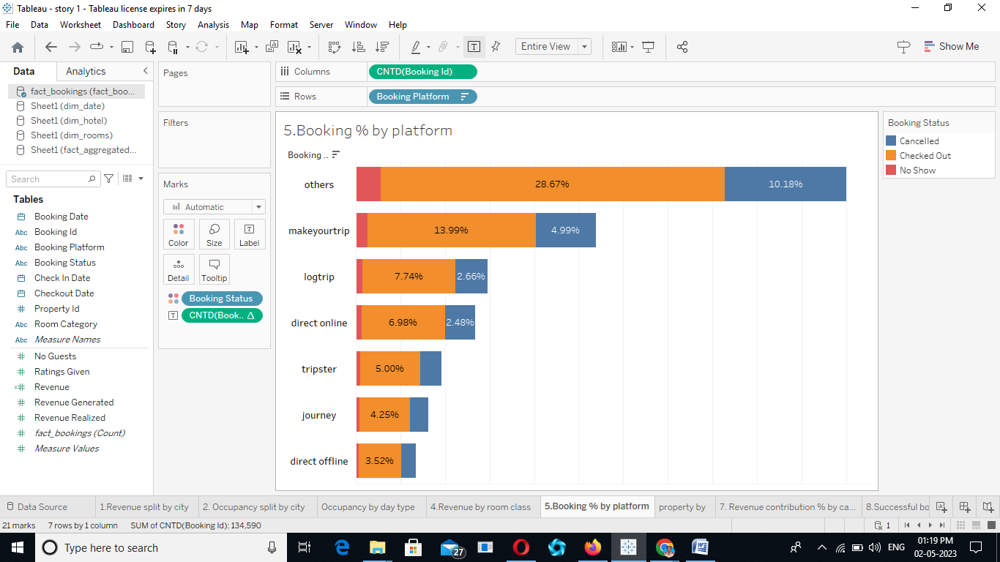 Tableau - story 1 - Tableau license expires in 7 days
File Data Worksheet Dashboard Story Analysis Map Format Server Window Help
Entire View
Show Me
Data Analytics
fact_bookings (fact_boo...
Sheet1 (dim_date)
Sheet1 (dim_hotel)
Sheet1 (dim_rooms)
Sheet1 (fact_aggregated...
Search
Tables
Booking Date
Abc Booking Id
Abc Booking Platform
Abc Booking Status
Check In Date
Checkout Date
# Property Id
Abc Room Category
Abc Measure Names
# No Guests
# Ratings Given
=# Revenue
# Revenue Generated
# Revenue Realized
# fact_bookings (Count)
# Measure Values
Pages
Filters
Marks
Automatic
Color Size Label
Detail Tooltip
Booking Status
CNTD(Book.. Δ
Columns CNTD(Booking Id)
Rows Booking Platform
5.Booking % by platform
Booking ..
others 28.67% 10.18%
makeyourtrip 13.99% 4.99%
logtrip 7.74% 2.66%
direct online 6.98% 2.48%
tripster 5.00%
journey 4.25%
direct offline 3.52%
Booking Status
Cancelled
Checked Out
No Show
Data Source 1.Revenue split by city 2. Occupancy split by city Occupancy by day type 4.Revenue by room class 5.Booking % by platform property by 7. Revenue contribution % by ca... 8.Successful bo
21 marks 7 rows by 1 column SUM of CNTD(Booking Id): 134,590 1
Type here to search 27 ENG 01:19 PM
02-05-2023